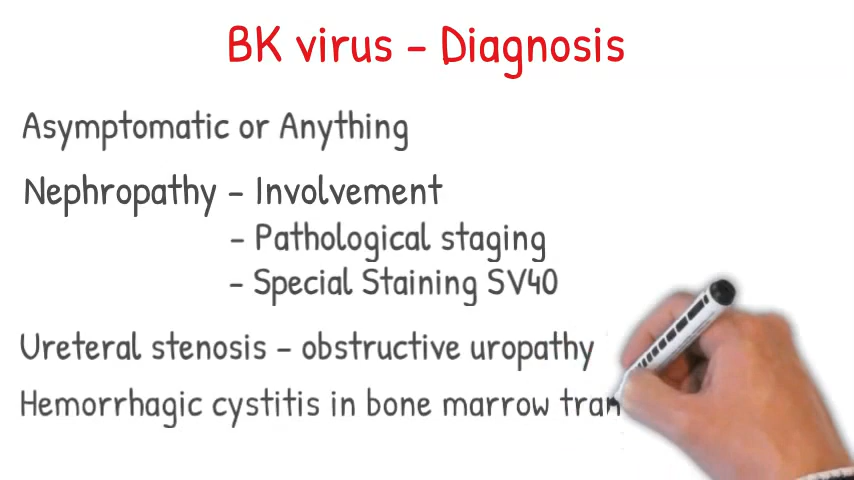 BK virus – Diagnosis
Asymptomatic or Anything
Nephropathy – Involvement
– Pathological staging
– Special Staining SV40
Ureteral stenosis – obstructive uropathy
Hemorrhagic cystitis in bone marrow tran